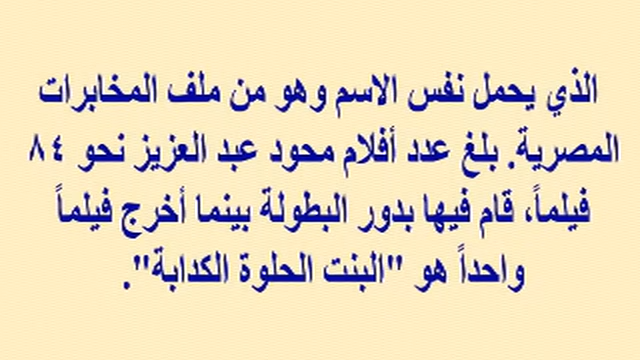 الذي يحمل نفس الاسم وهو من ملف المخابرات
المصرية. بلغ عدد أفلام محود عبد العزيز نحو ٨٤
فيلماً، قام فيها بدور البطولة بينما أخرج فيلماً
واحداً هو "البنت الحلوة الكدابة".